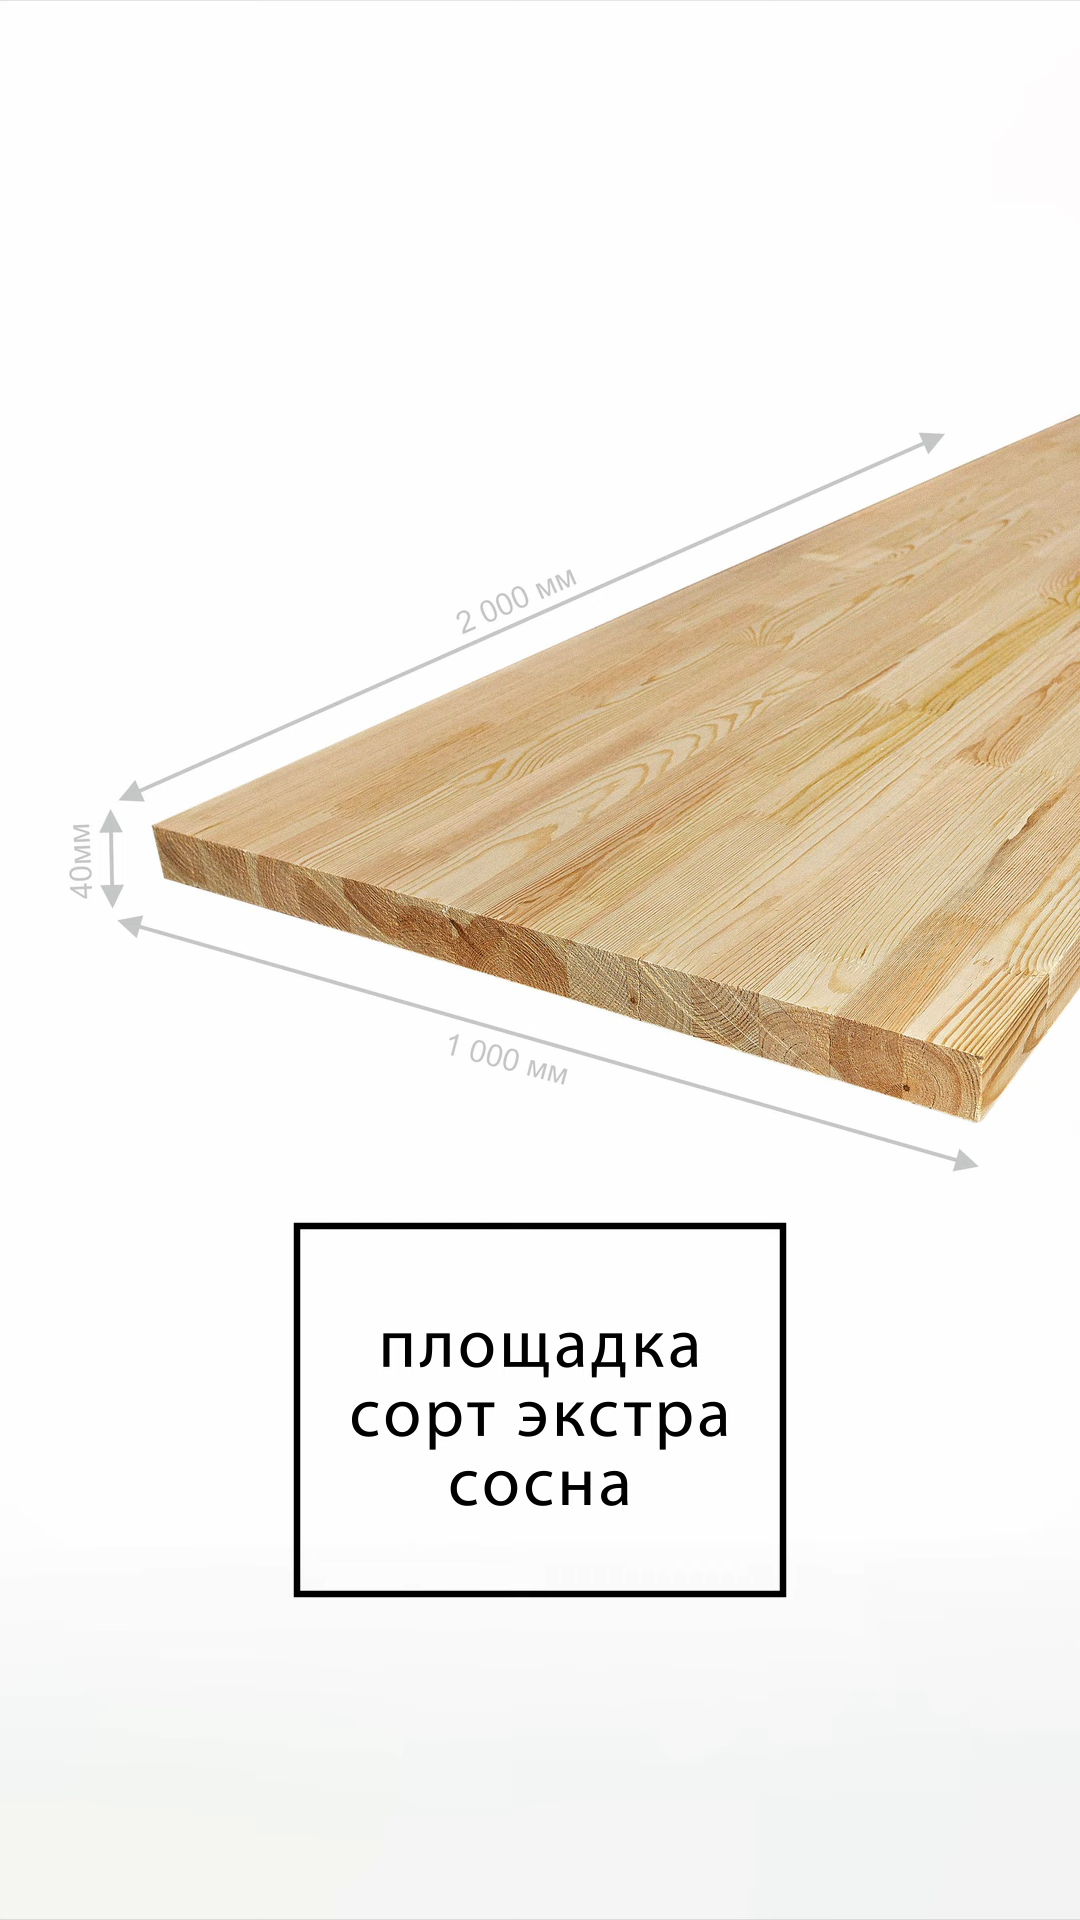 2 000 мм
40мм
1 000 мм
площадка
сорт экстра
сосна